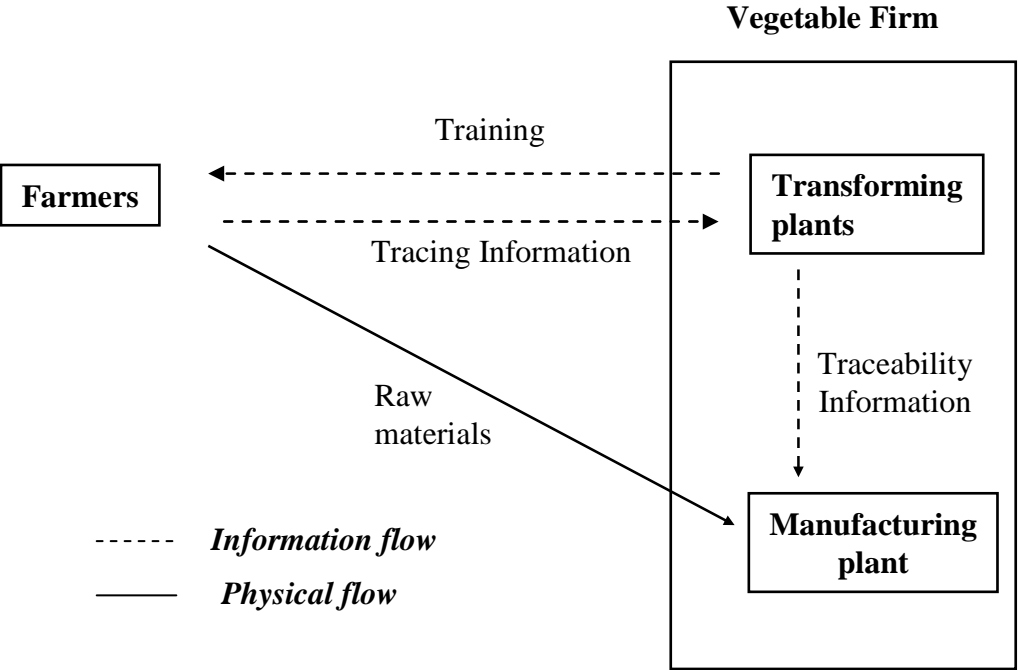 Vegetable Firm
Training
Farmers
Transforming
plants
Tracing Information
Traceability
Information
Raw
materials
Manufacturing
plant
Information flow
Physical flow